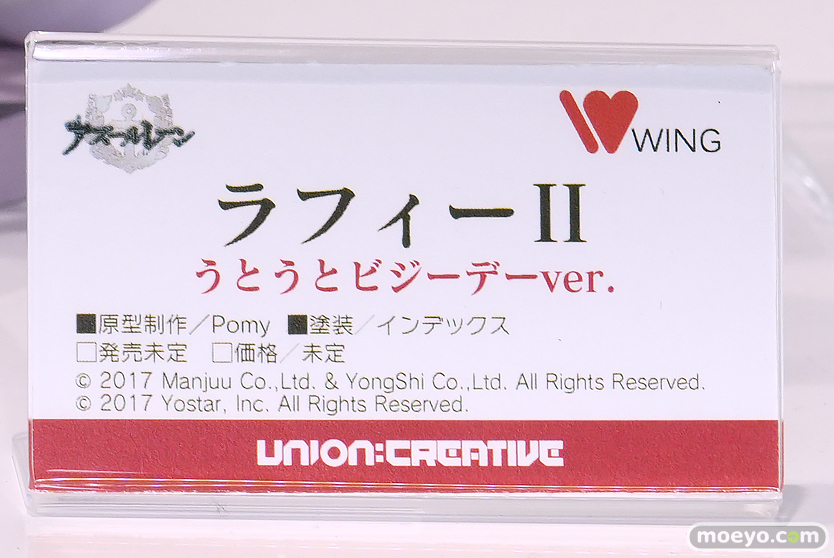 アズールレーン
WING
ラフィーII
うとうとビジーデーver.
■原型制作／Pomy ■塗装／インデックス
□発売未定 □価格／未定
© 2017 Manjuu Co.,Ltd. & YongShi Co.,Ltd. All Rights Reserved.
© 2017 Yostar, Inc. All Rights Reserved.
UNION:CREATIVE
moeyo.com